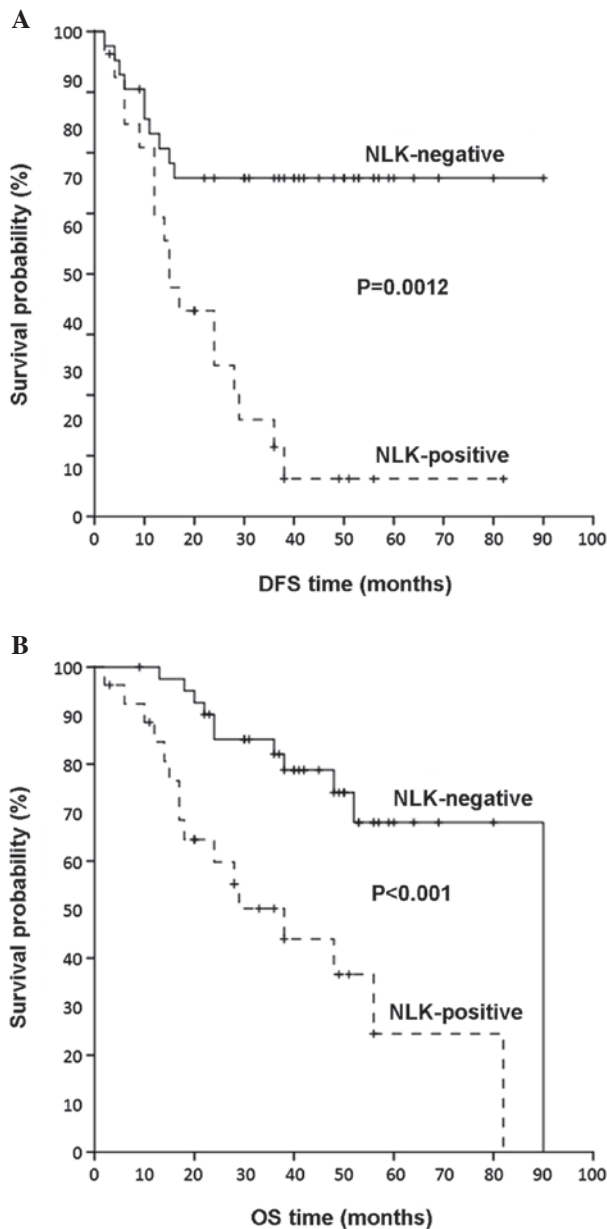 A
Survival probability (%)
100
90
80
70
60
50
40
30
20
10
0
NLK-negative
P=0.0012
NLK-positive
0 10 20 30 40 50 60 70 80 90 100
DFS time (months)
B
Survival probability (%)
100
90
80
70
60
50
40
30
20
10
0
NLK-negative
P<0.001
NLK-positive
0 10 20 30 40 50 60 70 80 90 100
OS time (months)